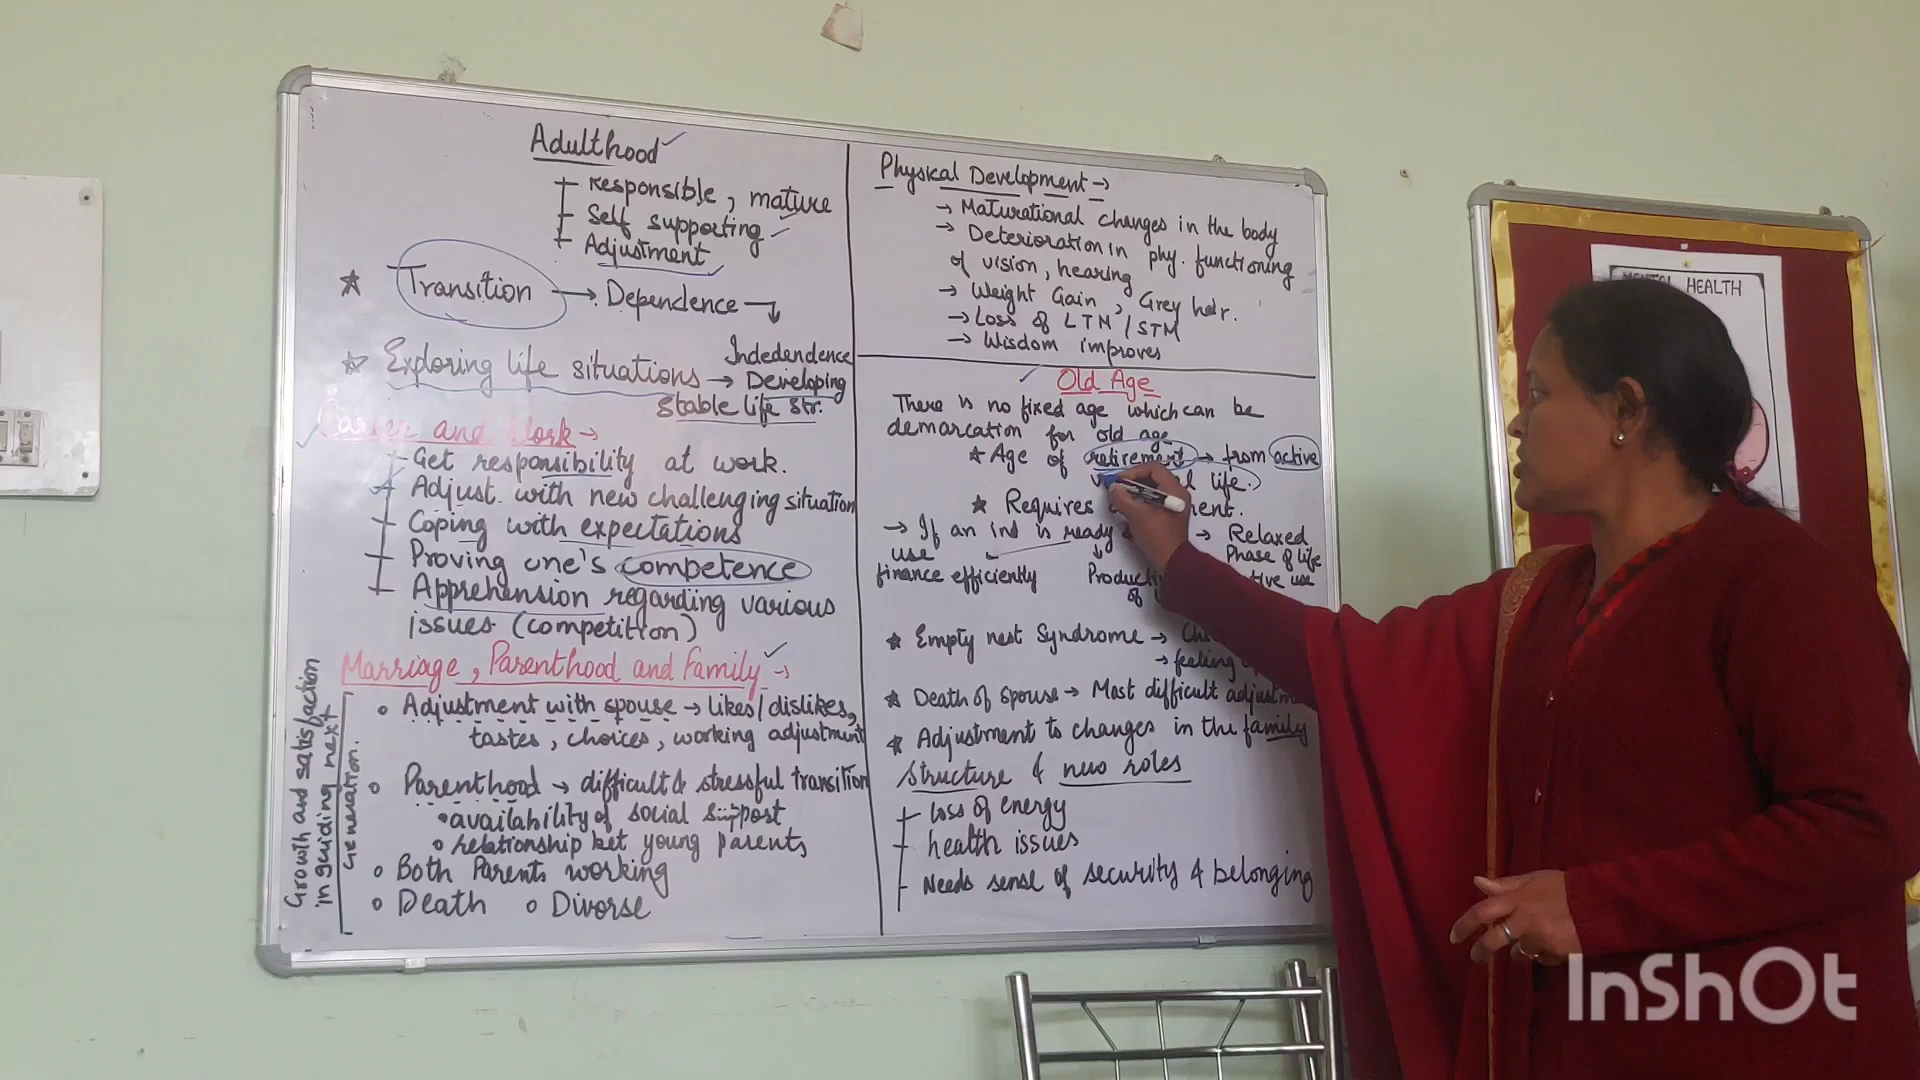 Adulthood
Responsible, mature
Self supporting
Adjustment
Transition → Dependence
Indedendence
Exploring life situations → Developing
Stable life str.
Career and Work →
Get responsibility at work.
Adjust. with new challenging situation
Coping with expectations
Proving one's competence
Apprehension regarding various
issues (competition)
Marriage, Parenthood and family →
Growth and satisfaction
in guiding next
Generation.
Adjustment with spouse → likes/dislikes,
tastes, choices, working adjustment
Parenthood → difficult & stressful transition
availability of social support
relationship bet young parents
Both Parents working
Death Divorse
Physical Development →
→ Maturational changes in the body
→ Deterioration in phy. functioning
of vision, hearing
→ Weight Gain, Grey hair.
→ Loss of LTM/STM
→ Wisdom improves
Old Age
There is no fixed age which can be
demarcation for old age
Age of retirement → from active
life.
Requires
→ If an ind is ready → Relaxed
use Phase of life
finance efficiently use
of
Empty nest Syndrome →
→ feeling
Death of spouse → Most difficult
Adjustment to changes in the family
structure & new roles
loss of energy
health issues
Needs sense of security & belonging
HEALTH
InShOt